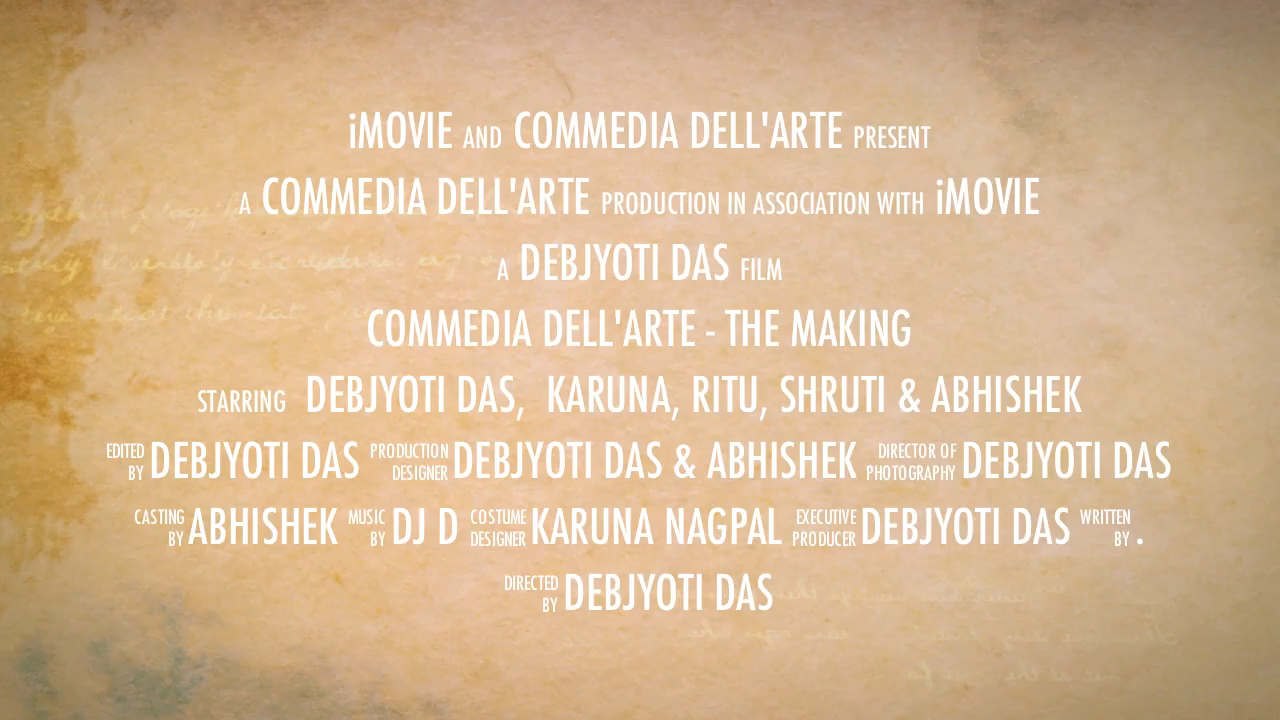 iMOVIE AND COMMEDIA DELL'ARTE PRESENT
A COMMEDIA DELL'ARTE PRODUCTION IN ASSOCIATION WITH iMOVIE
A DEBJYOTI DAS FILM
COMMEDIA DELL'ARTE - THE MAKING
STARRING DEBJYOTI DAS, KARUNA, RITU, SHRUTI & ABHISHEK
EDITED BY DEBJYOTI DAS PRODUCTION DESIGNER DEBJYOTI DAS & ABHISHEK DIRECTOR OF PHOTOGRAPHY DEBJYOTI DAS
CASTING BY ABHISHEK MUSIC BY DJ D COSTUME DESIGNER KARUNA NAGPAL EXECUTIVE PRODUCER DEBJYOTI DAS WRITTEN BY .
DIRECTED BY DEBJYOTI DAS